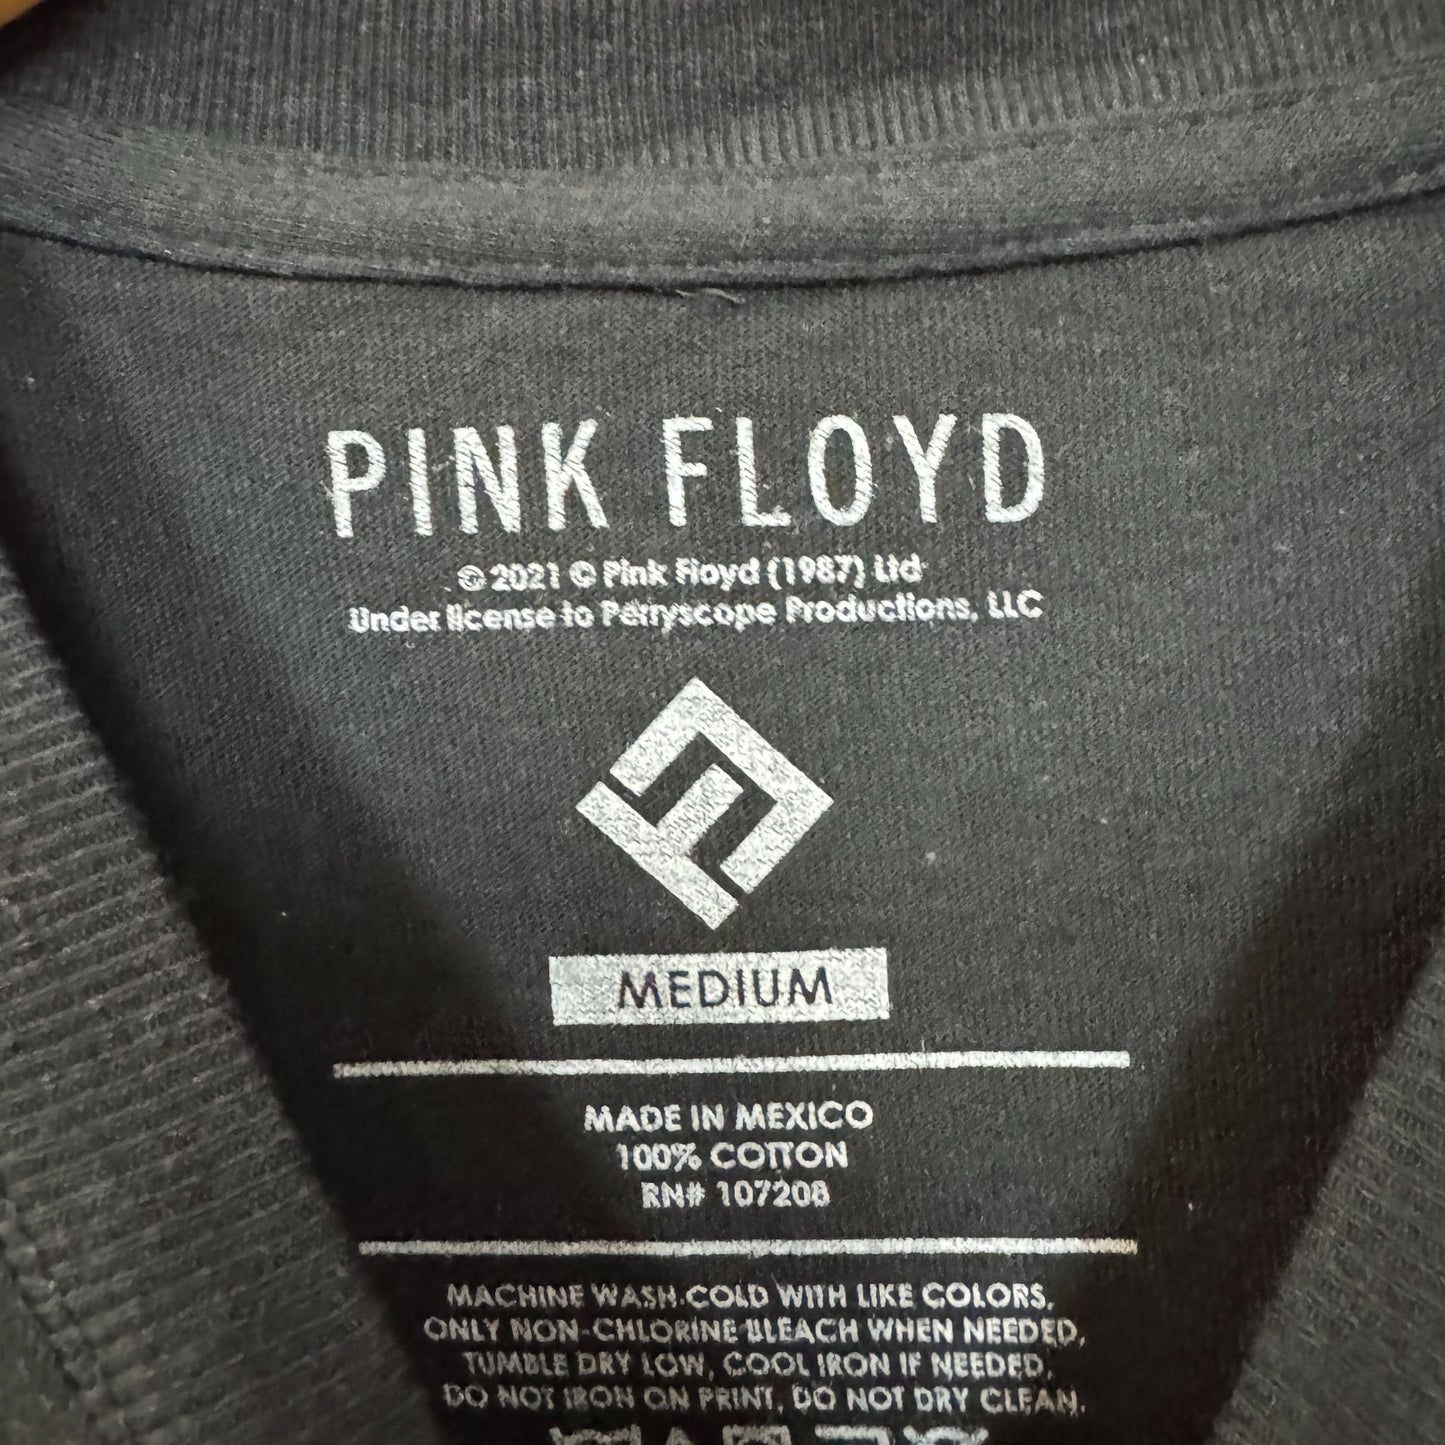 PINK FLOYD
© 2021 © Pink Floyd (1987) Ltd
Under license to Perryscope Productions, LLC
MEDIUM
MADE IN MEXICO
100% COTTON
RN# 107208
MACHINE WASH COLD WITH LIKE COLORS,
ONLY NON-CHLORINE BLEACH WHEN NEEDED,
TUMBLE DRY LOW, COOL IRON IF NEEDED.
DO NOT IRON ON PRINT, DO NOT DRY CLEAN.